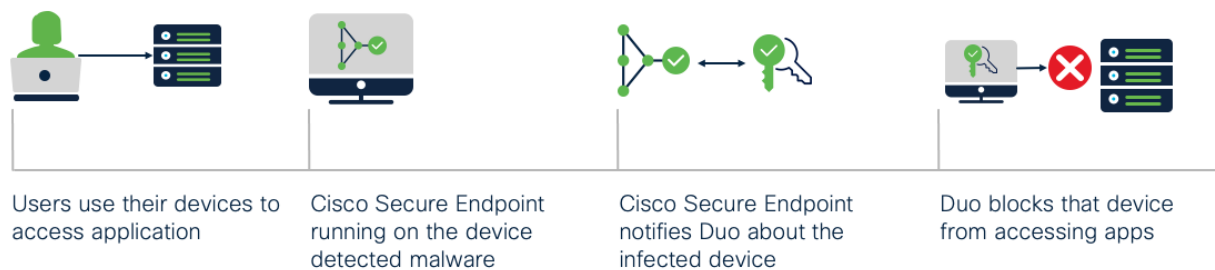 Users use their devices to
access application
Cisco Secure Endpoint
running on the device
detected malware
Cisco Secure Endpoint
notifies Duo about the
infected device
Duo blocks that device
from accessing apps